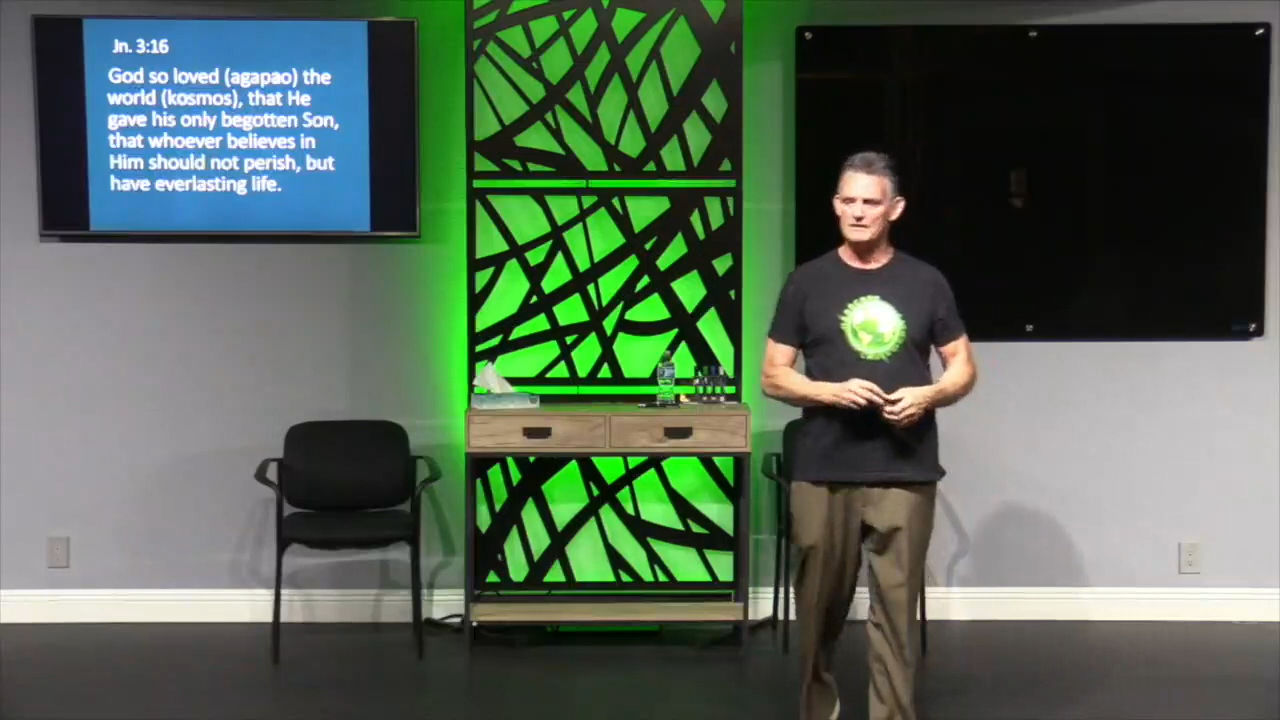 Jn. 3:16
God so loved (agapao) the
world (kosmos), that He
gave his only begotten Son,
that whoever believes in
Him should not perish, but
have everlasting life.